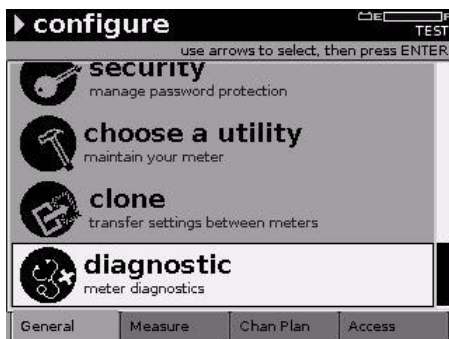 configure
E F
TEST
use arrows to select, then press ENTER
security
manage password protection
choose a utility
maintain your meter
clone
transfer settings between meters
diagnostic
meter diagnostics
General Measure Chan Plan Access